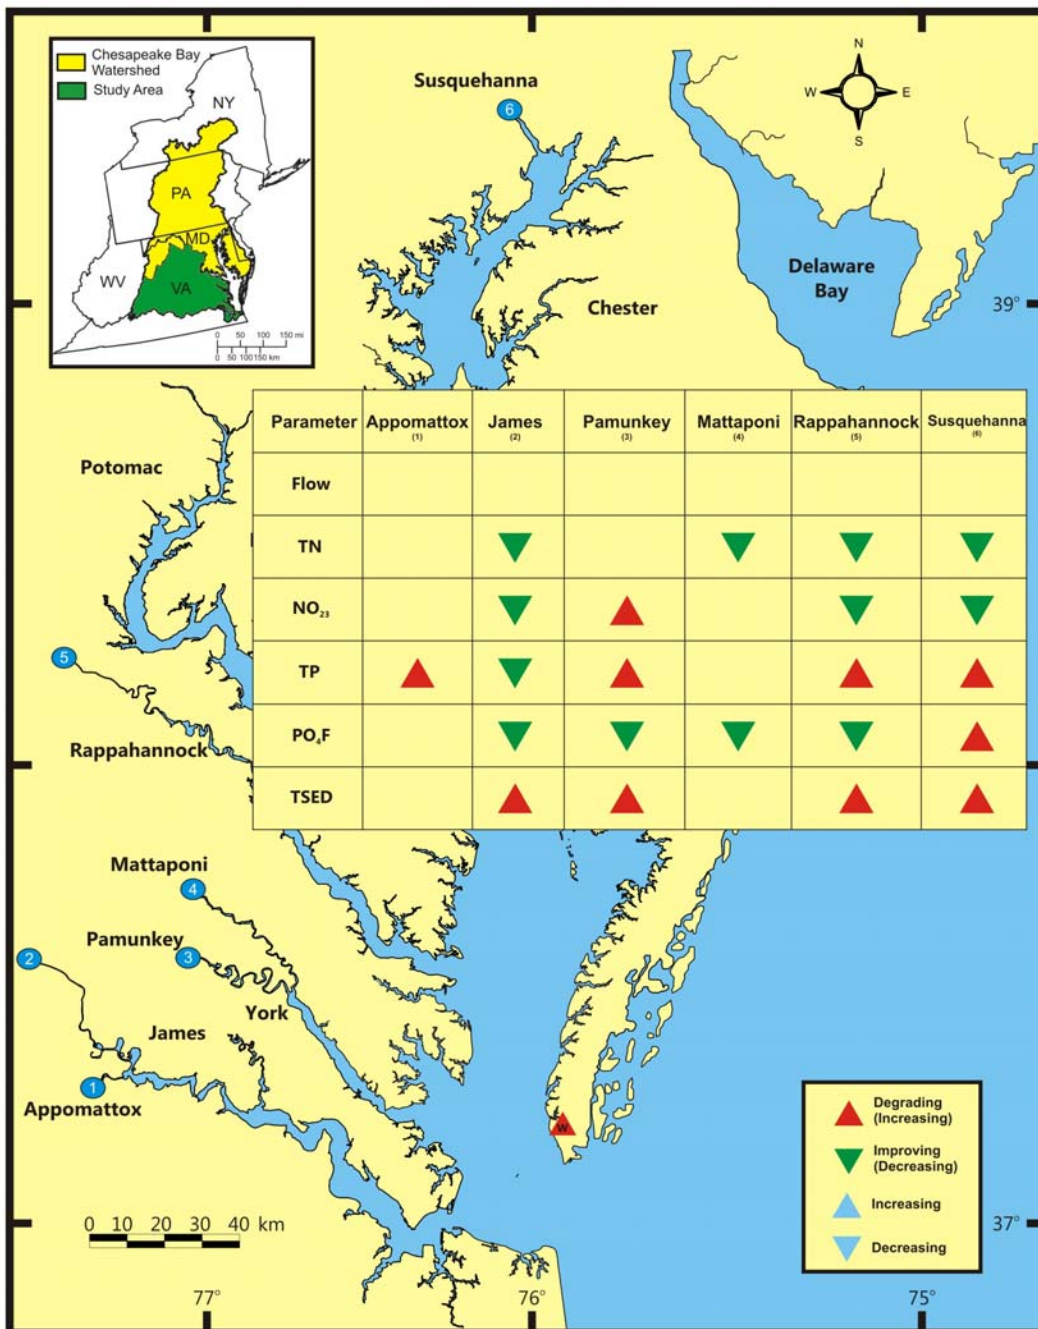 Chesapeake Bay
Watershed
Study Area
NY
PA
MD
WV
VA
0 50 100 150 mi
0 50 100 150 km
Susquehanna
6
N
W E
S
Delaware
Bay
39°
Chester
Potomac
Parameter Appomattox James Pamunkey Mattaponi Rappahannock Susquehanna
(1) (2) (3) (4) (5) (6)
Flow
TN
NO₂₃
TP
PO₄F
TSED
5
Rappahannock
Mattaponi
4
Pamunkey
3
2
York
James
1
Appomattox
W
Degrading
(Increasing)
Improving
(Decreasing)
Increasing
Decreasing
0 10 20 30 40 km
37°
77° 76° 75°